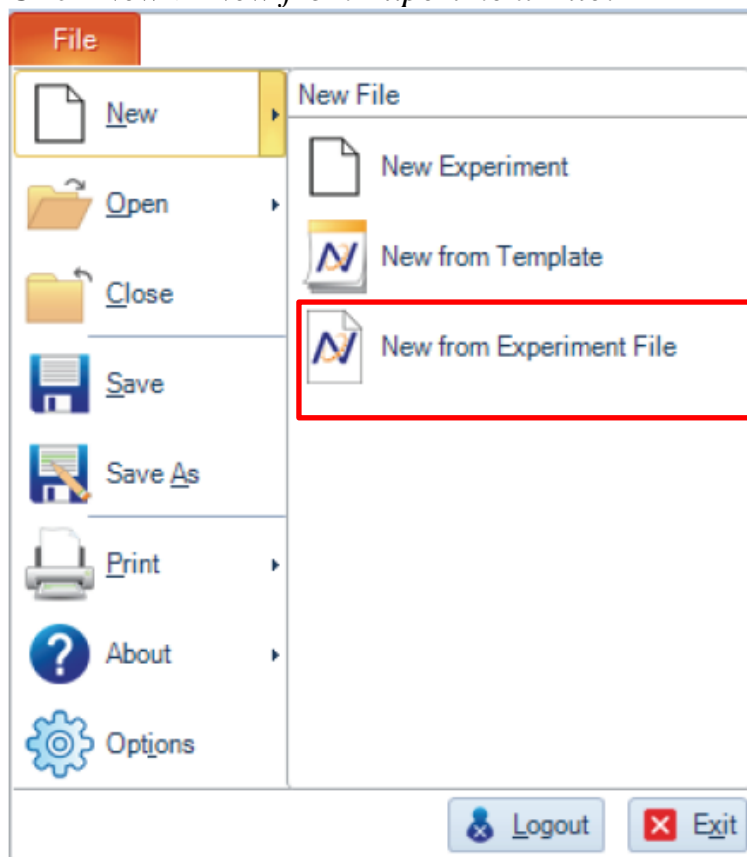 File
New
Open
Close
Save
Save As
Print
About
Options
New File
New Experiment
New from Template
New from Experiment File
Logout
Exit